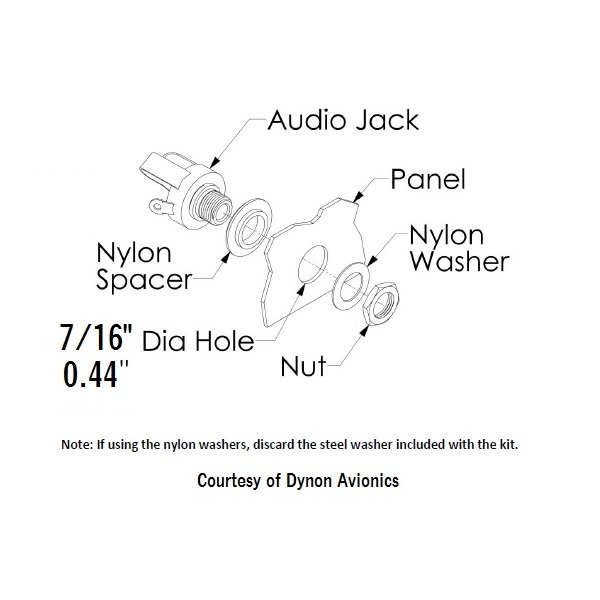 Audio Jack
Panel
Nylon
Spacer
Nylon
Washer
7/16" Dia Hole
0.44"
Nut
Note: If using the nylon washers, discard the steel washer included with the kit.
Courtesy of Dynon Avionics